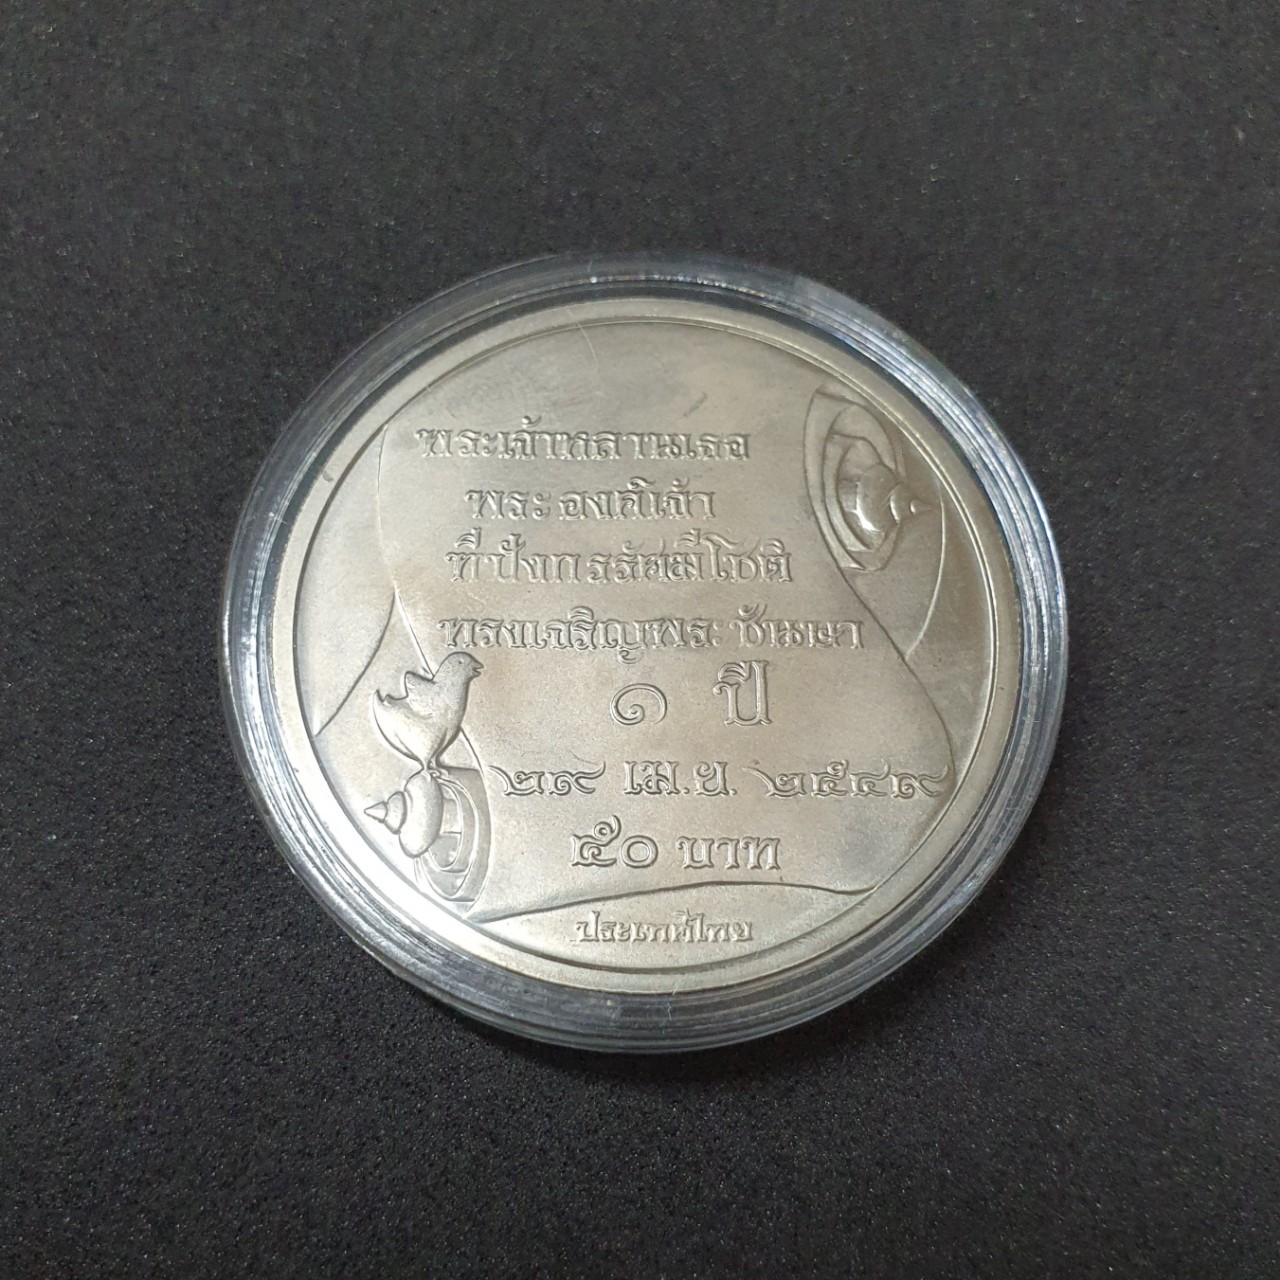 พระเจ้าหลานเธอ
พระองค์เจ้า
ทีปังกรรัศมีโชติ
ทรงเจริญพระชันษา
๑ ปี
๒๙ เม.ย. ๒๕๔๙
๕๐ บาท
ประเทศไทย